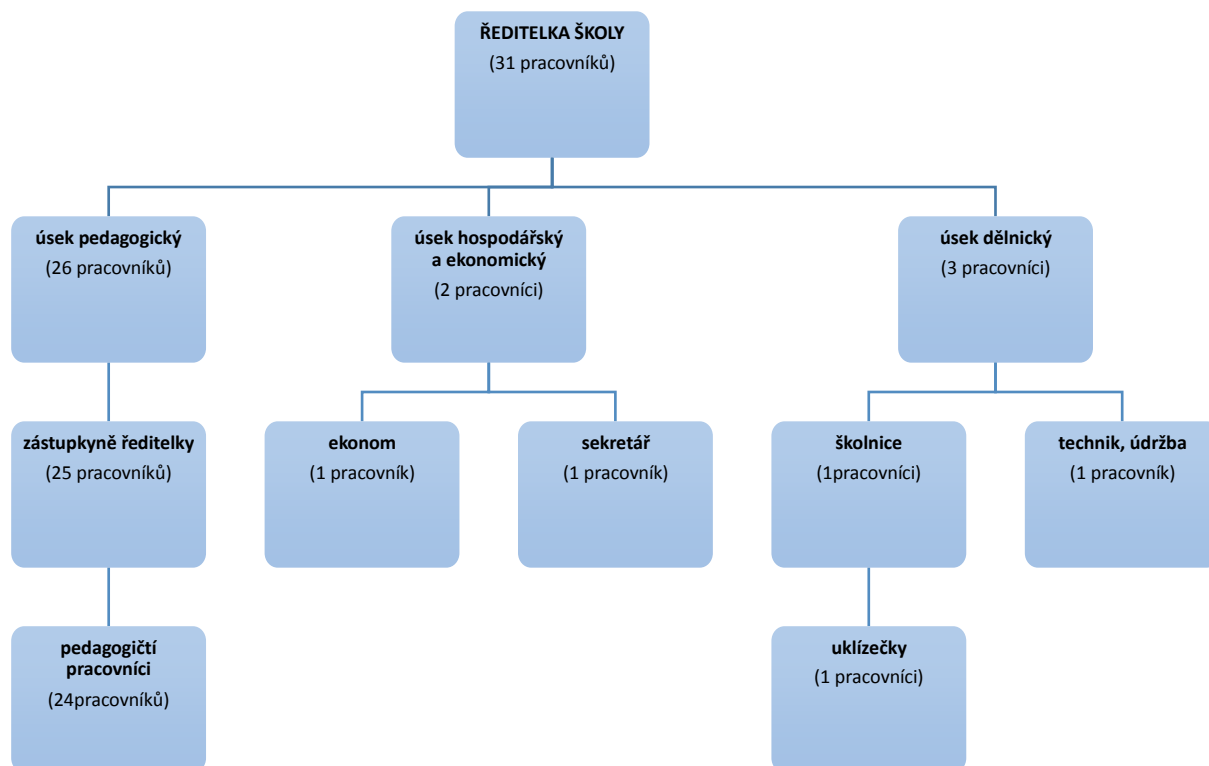 ŘEDITELKA ŠKOLY
(31 pracovníků)
úsek pedagogický
(26 pracovníků)
úsek hospodářský
a ekonomický
(2 pracovníci)
úsek dělnický
(3 pracovníci)
zástupkyně ředitelky
(25 pracovníků)
ekonom
(1 pracovník)
sekretář
(1 pracovník)
školnice
(1pracovníci)
technik, údržba
(1 pracovník)
pedagogičtí
pracovníci
(24pracovníků)
uklízečky
(1 pracovníci)